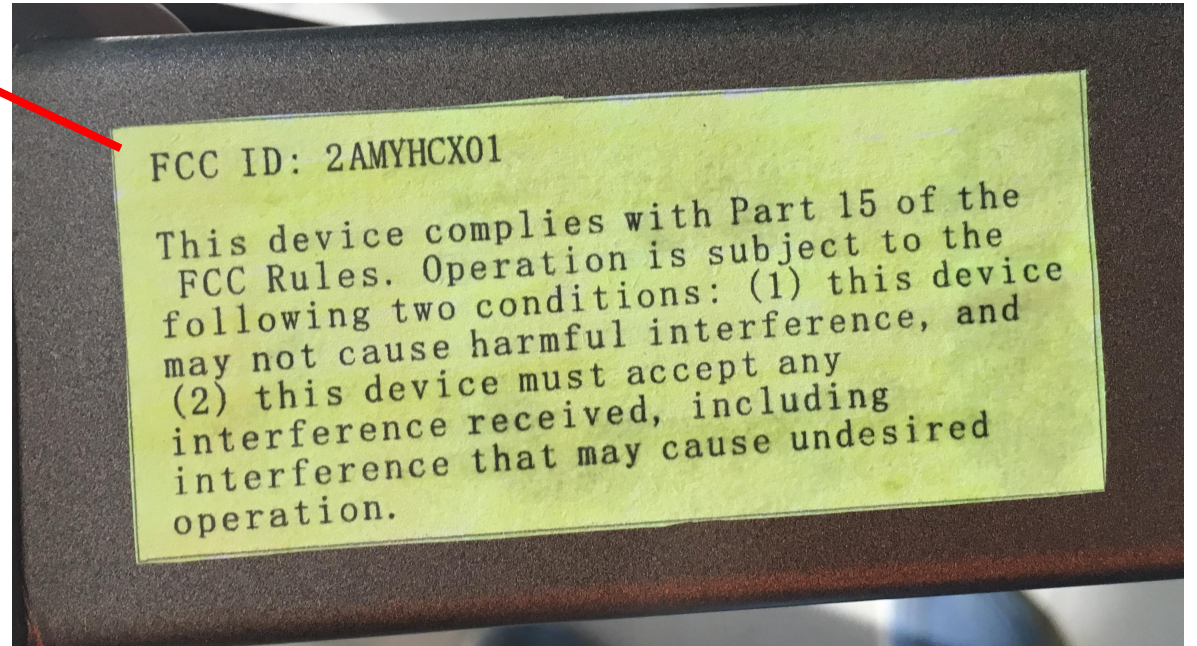 FCC ID: 2AMYHCX01
This device complies with Part 15 of the
FCC Rules. Operation is subject to the
following two conditions: (1) this device
may not cause harmful interference, and
(2) this device must accept any
interference received, including
interference that may cause undesired
operation.